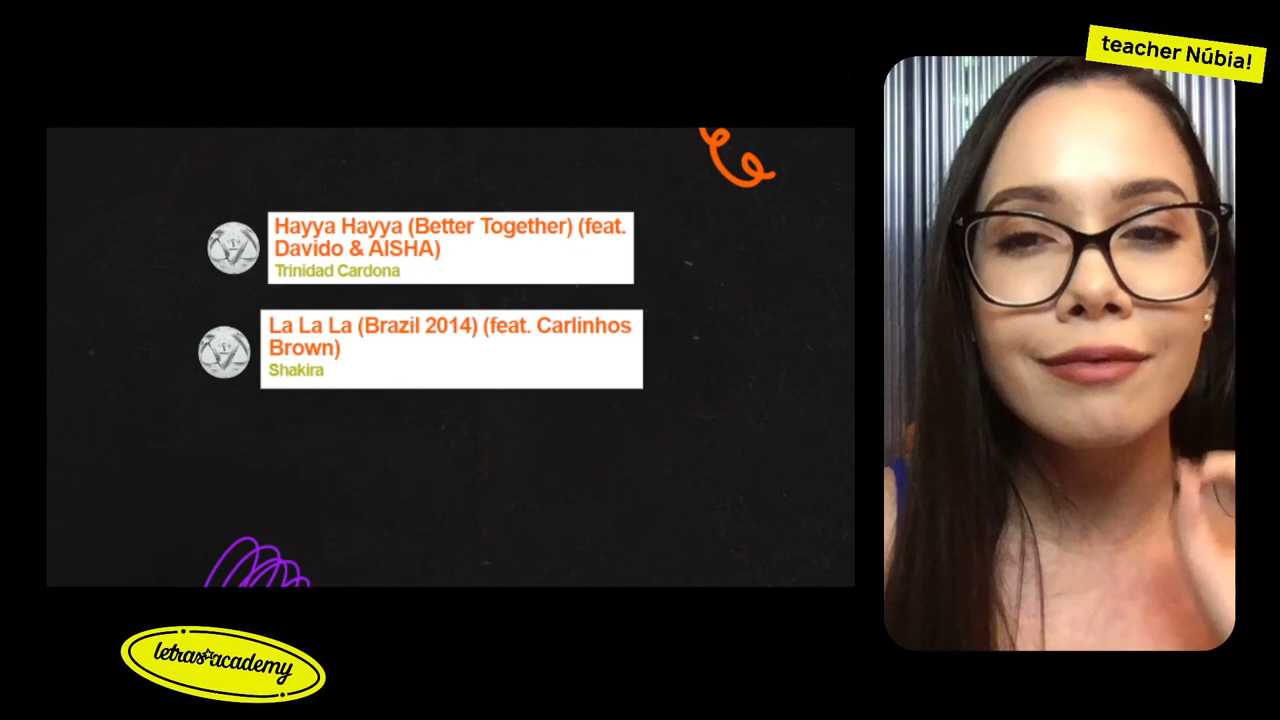 teacher Núbia!
Hayya Hayya (Better Together) (feat.
Davido & AISHA)
Trinidad Cardona
La La La (Brazil 2014) (feat. Carlinhos
Brown)
Shakira
letras academy